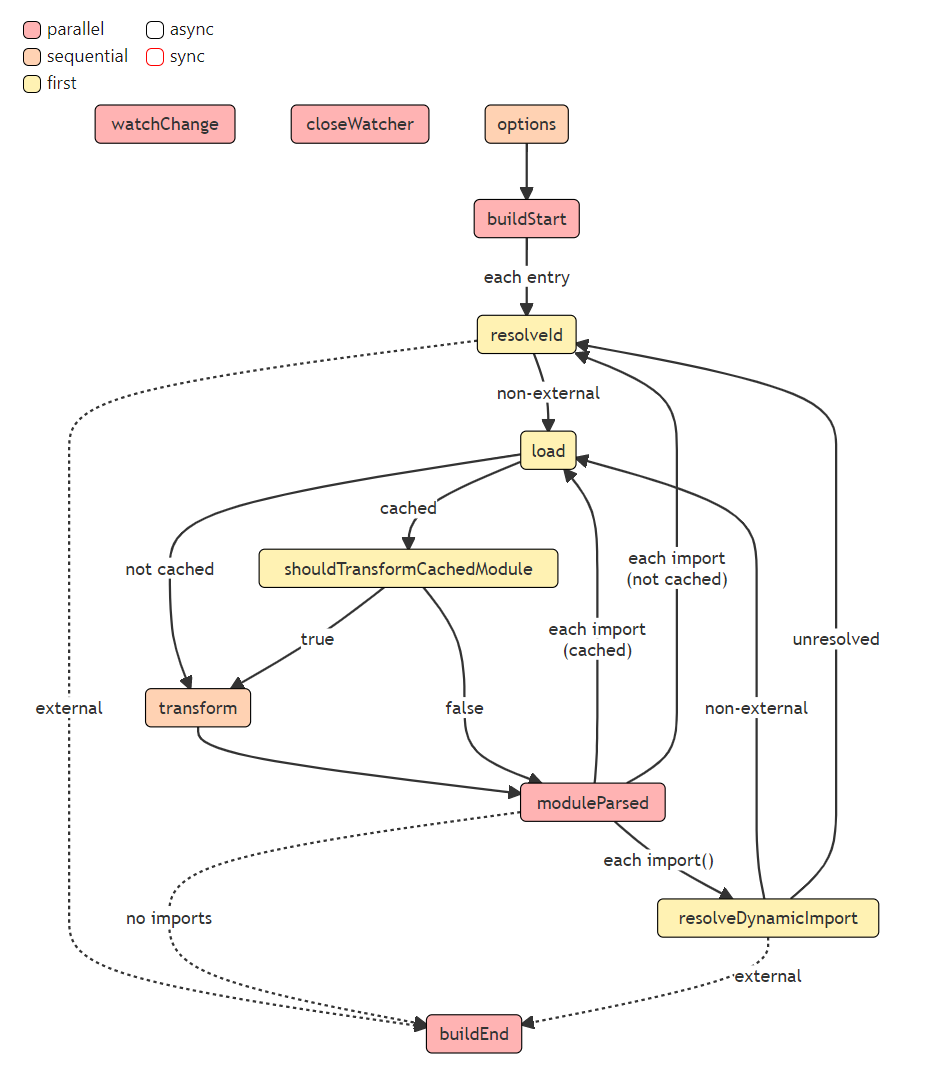 parallel
async
sequential
sync
first
watchChange
closeWatcher
options
buildStart
each entry
resolveId
non-external
load
cached
not cached
shouldTransformCachedModule
each import
(not cached)
each import
(cached)
true
unresolved
external
transform
false
non-external
moduleParsed
each import()
no imports
resolveDynamicImport
external
buildEnd